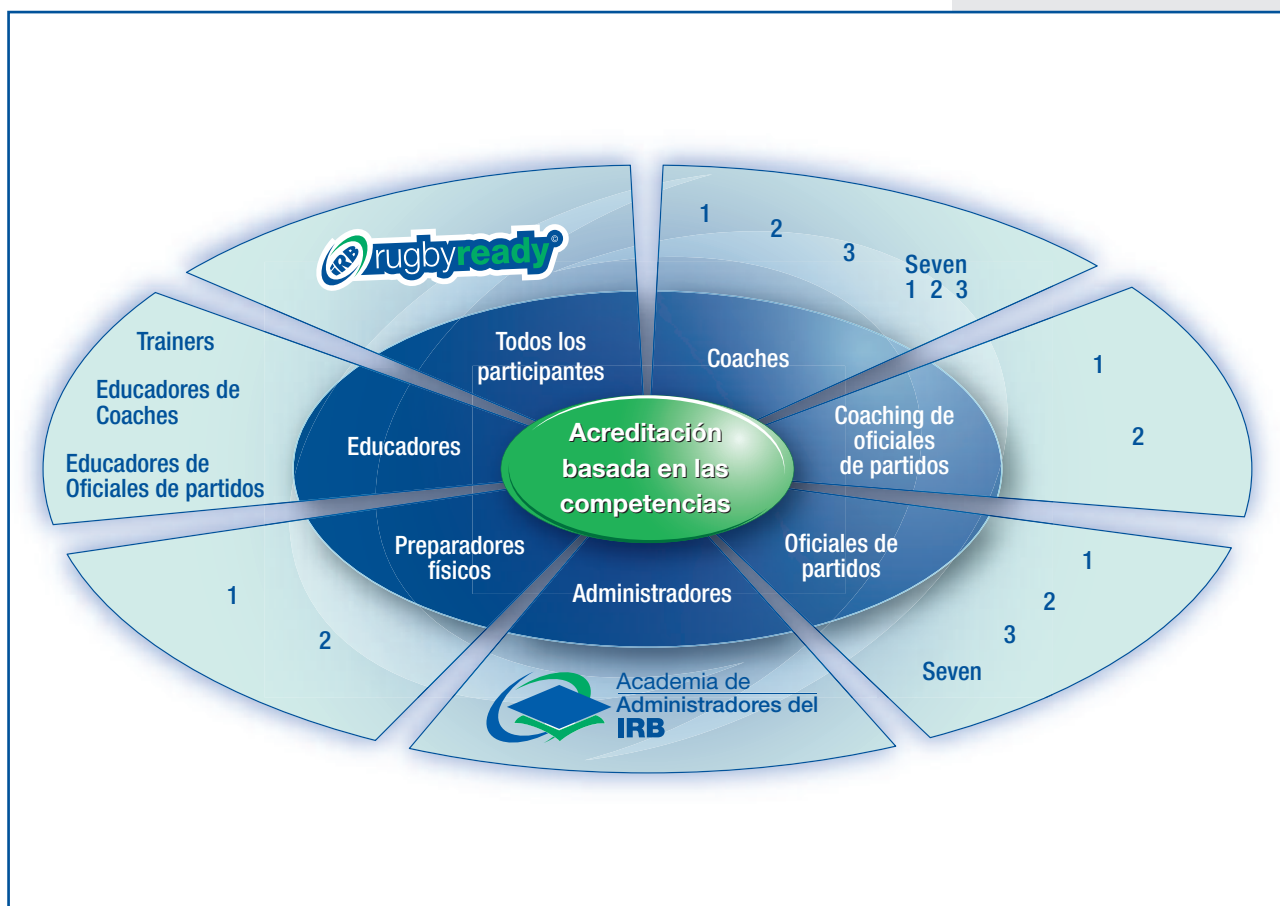 IRB rugbyready©
1
2
3
Seven
1 2 3
Trainers
Educadores de
Coaches
Educadores de
Oficiales de partidos
Todos los
participantes
Coaches
1
2
Educadores
Acreditación
basada en las
competencias
Coaching de
oficiales
de partidos
Preparadores
físicos
Administradores
Oficiales de
partidos
1
2
3
Seven
1
2
Academia de
Administradores del
IRB